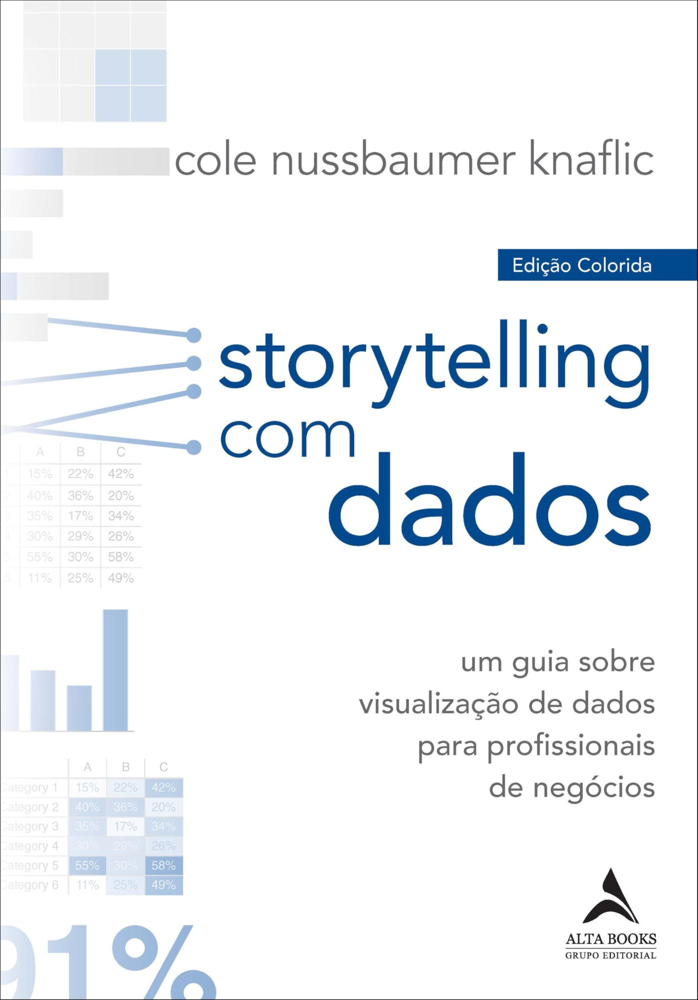 cole nussbaumer knaflic
Edição Colorida
storytelling
com
dados
A B C
1 15% 22% 42%
2 40% 36% 20%
3 35% 17% 34%
4 30% 29% 26%
5 55% 30% 58%
6 11% 25% 49%
um guia sobre
visualização de dados
para profissionais
de negócios
A B C
Category 1 15% 22% 42%
Category 2 40% 36% 20%
Category 3 35% 17% 34%
Category 4 30% 29% 26%
Category 5 55% 30% 58%
Category 6 11% 25% 49%
91%
ALTA BOOKS
GRUPO EDITORIAL